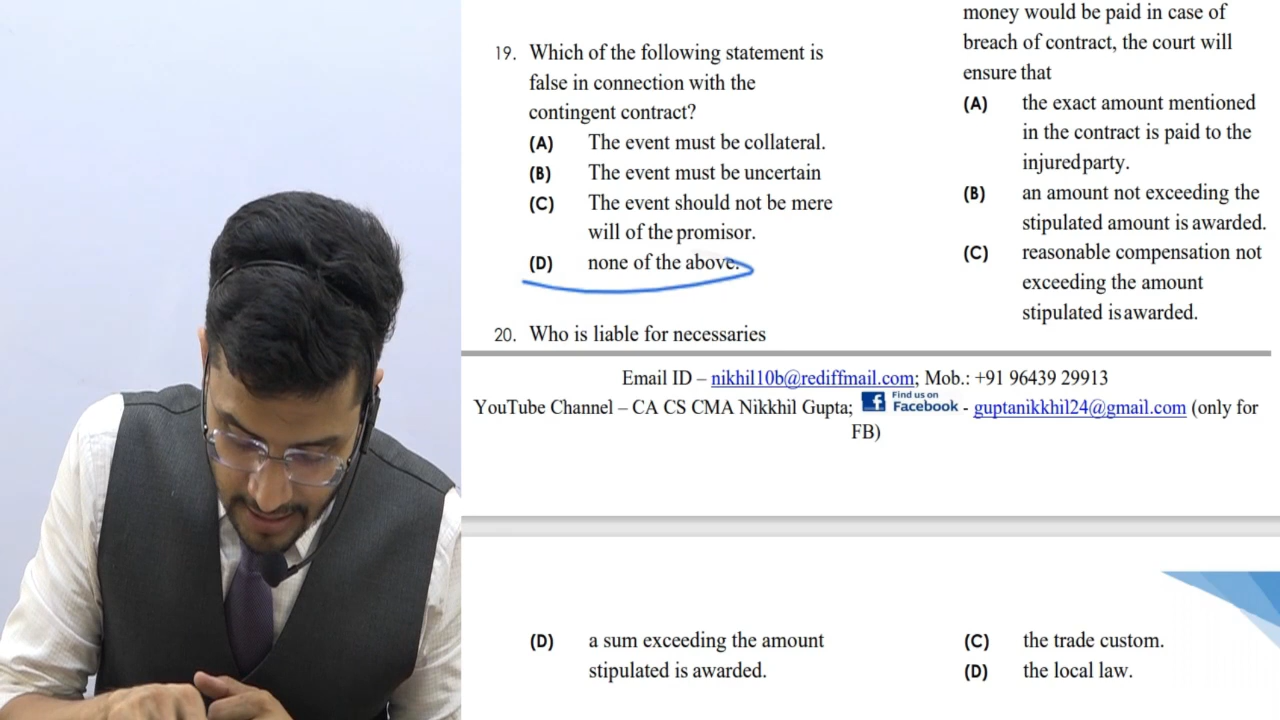 19. Which of the following statement is
false in connection with the
contingent contract?
(A) The event must be collateral.
(B) The event must be uncertain
(C) The event should not be mere
will of the promisor.
(D) none of the above.
20. Who is liable for necessaries
money would be paid in case of
breach of contract, the court will
ensure that
(A) the exact amount mentioned
in the contract is paid to the
injured party.
(B) an amount not exceeding the
stipulated amount is awarded.
(C) reasonable compensation not
exceeding the amount
stipulated is awarded.
Email ID – nikhil10b@rediffmail.com; Mob.: +91 96439 29913
YouTube Channel – CA CS CMA Nikkhil Gupta; Find us on Facebook - guptanikkhil24@gmail.com (only for
FB)
(D) a sum exceeding the amount
stipulated is awarded.
(C) the trade custom.
(D) the local law.